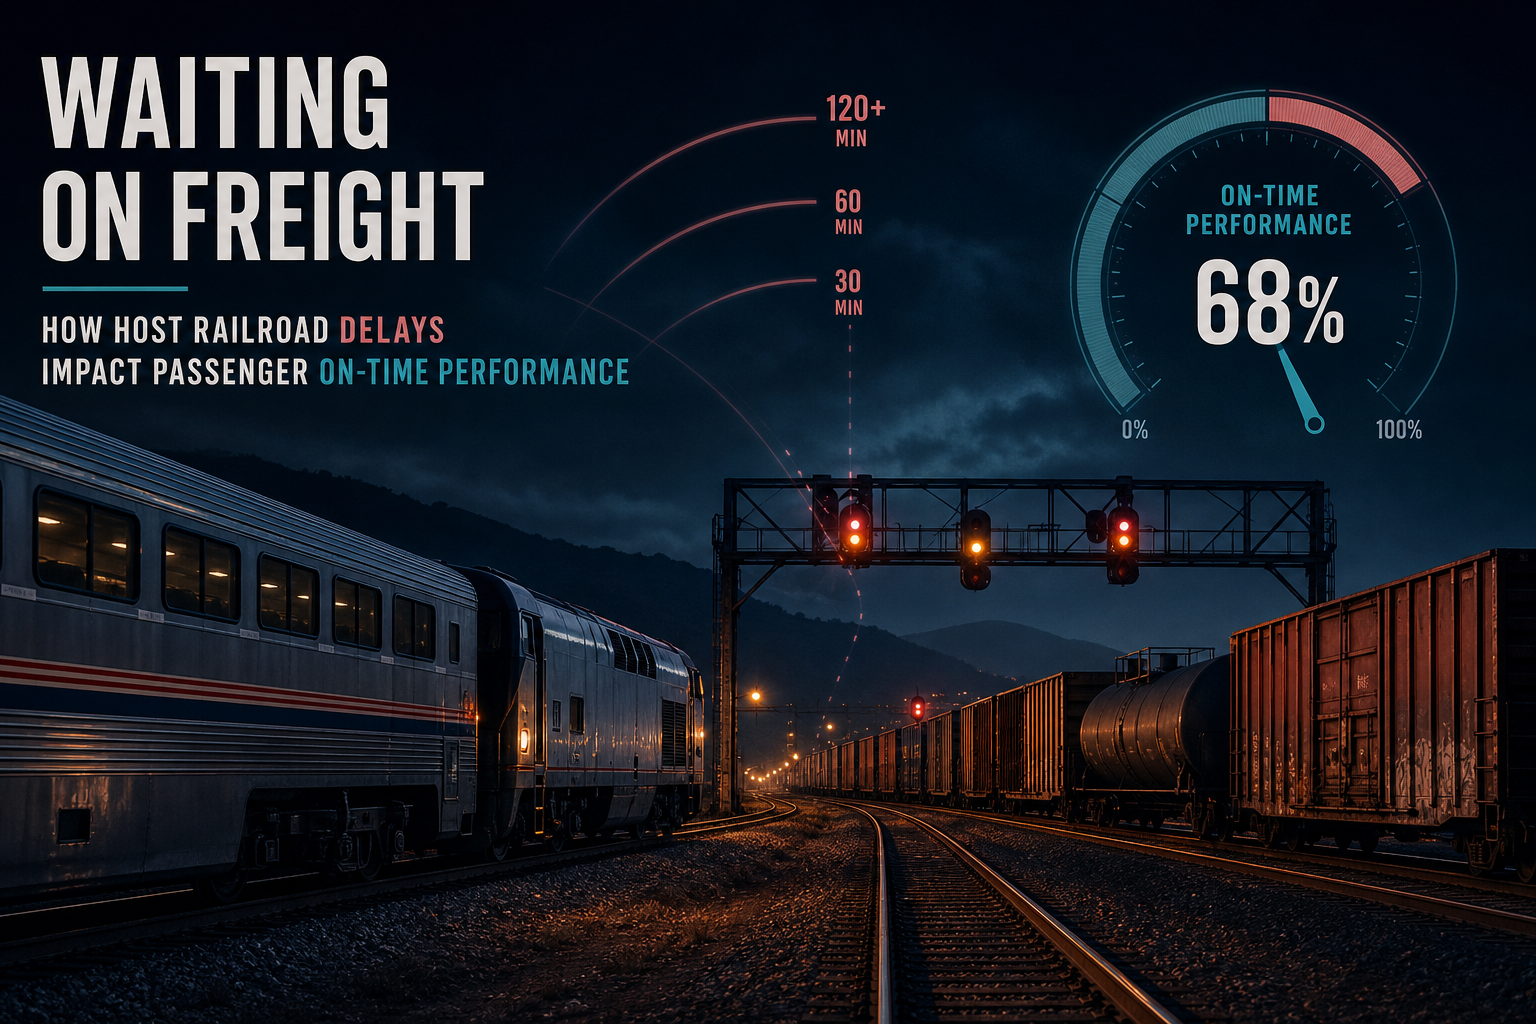 WAITING
ON FREIGHT
HOW HOST RAILROAD DELAYS
IMPACT PASSENGER ON-TIME PERFORMANCE
120+
MIN
60
MIN
30
MIN
ON-TIME
PERFORMANCE
68%
0%
100%